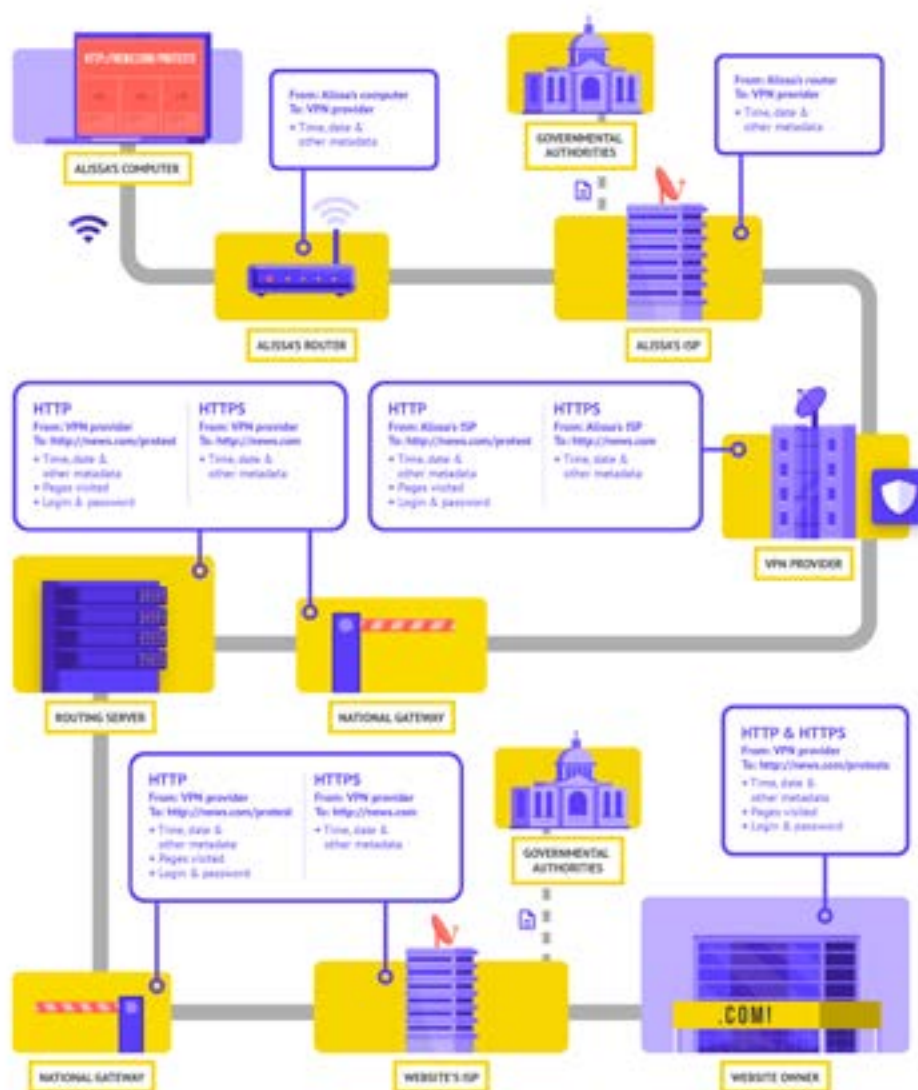 From: Alissa's computer
To: VPN provider
• Time, date &
other metadata
ALISSA'S COMPUTER
GOVERNMENTAL
AUTHORITIES
From: Alissa's router
To: VPN provider
• Time, date &
other metadata
ALISSA'S ROUTER
ALISSA'S ISP
HTTP
From: VPN provider
To: http://news.com/protest
• Time, date &
other metadata
• Pages visited
• Login & password
HTTPS
From: VPN provider
To: http://news.com
• Time, date &
other metadata
HTTP
From: Alissa's ISP
To: http://news.com/protest
• Time, date &
other metadata
• Pages visited
• Login & password
HTTPS
From: Alissa's ISP
To: http://news.com
• Time, date &
other metadata
VPN PROVIDER
ROUTING SERVER
NATIONAL GATEWAY
HTTP
From: VPN provider
To: http://news.com/protest
• Time, date &
other metadata
• Pages visited
• Login & password
HTTPS
From: VPN provider
To: http://news.com
• Time, date &
other metadata
GOVERNMENTAL
AUTHORITIES
HTTP & HTTPS
From: VPN provider
To: http://news.com/protests
• Time, date &
other metadata
• Pages visited
• Login & password
.COM!
NATIONAL GATEWAY
WEBSITE'S ISP
WEBSITE OWNER